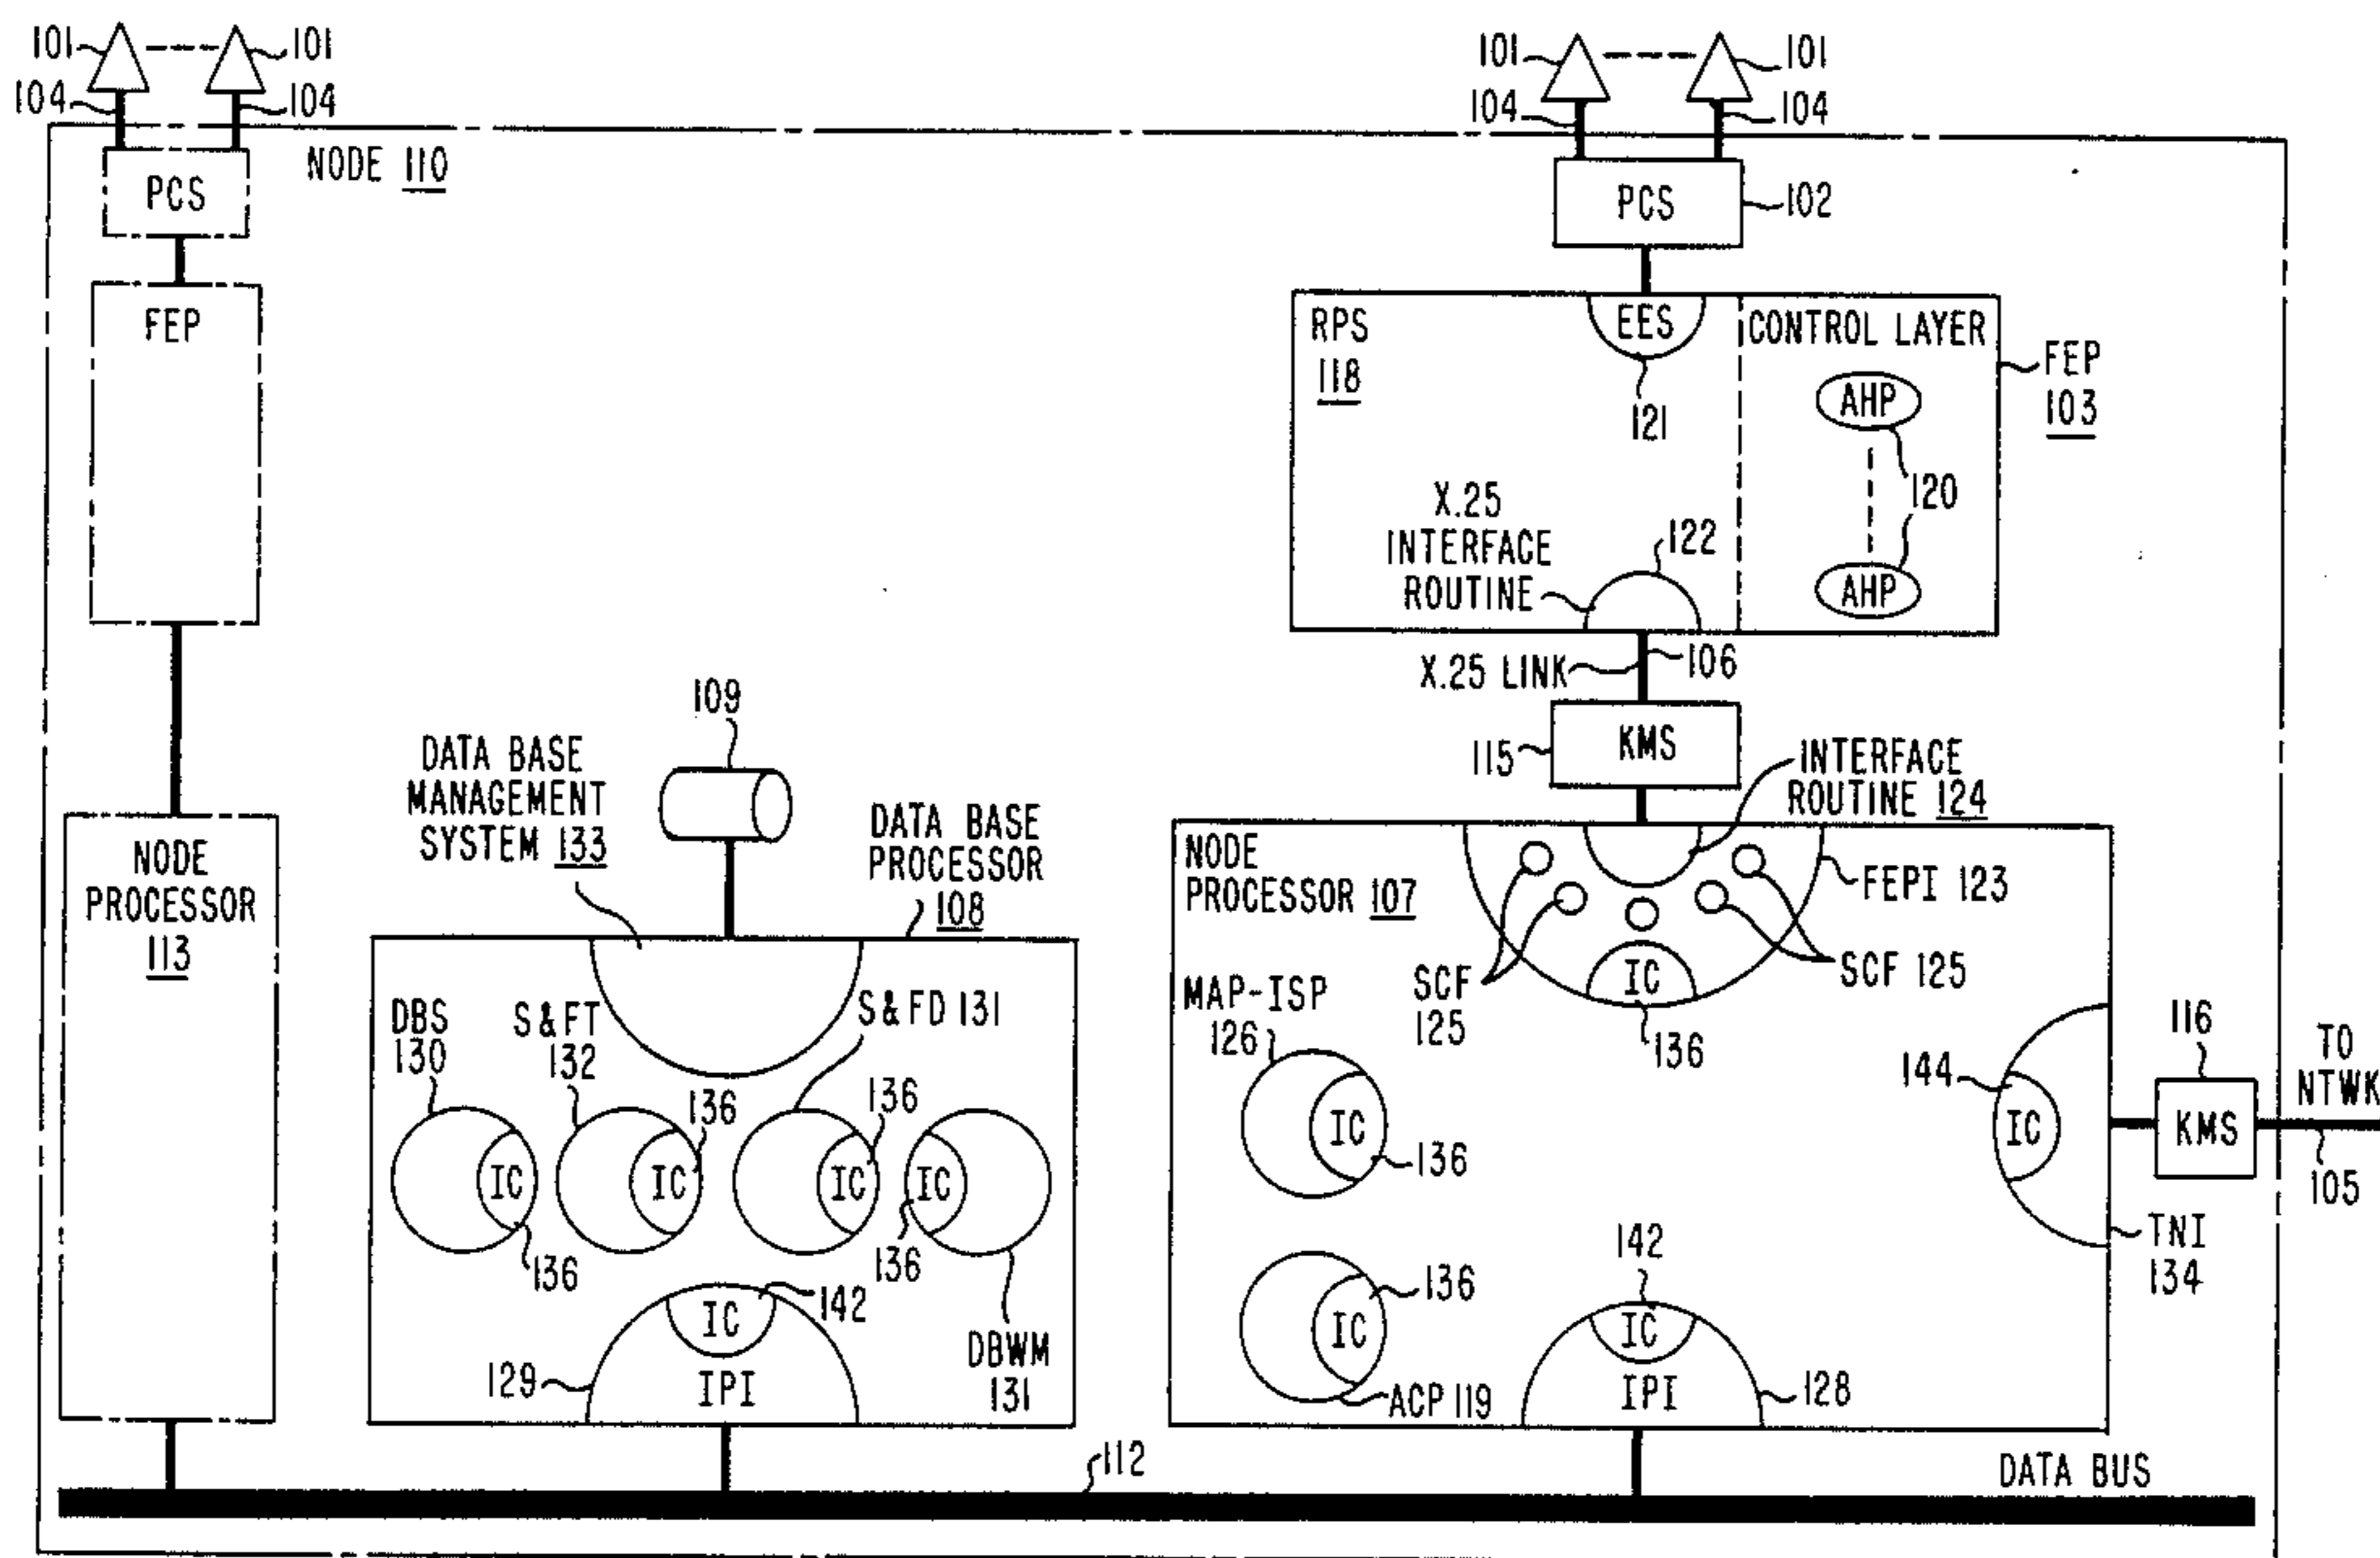 101
101
104
104
NODE 110
PCS
FEP
NODE
PROCESSOR
113
101
101
104
104
PCS
102
RPS
118
EES
121
CONTROL LAYER
AHP
120
AHP
FEP
103
X.25
INTERFACE
ROUTINE
122
X.25 LINK
106
115
KMS
INTERFACE
ROUTINE 124
109
DATA BASE
MANAGEMENT
SYSTEM 133
DATA BASE
PROCESSOR
108
DBS
130
S&FT
132
S&FD 131
136
136
IC
IC
IC
IC
136
136
142
IC
129
IPI
DBWM
131
NODE
PROCESSOR 107
FEPI 123
SCF
125
SCF 125
IC
136
MAP-ISP
126
IC
136
144
IC
116
KMS
TO
NTWK
105
TNI
134
136
IC
ACP 119
142
IC
IPI
128
112
DATA BUS